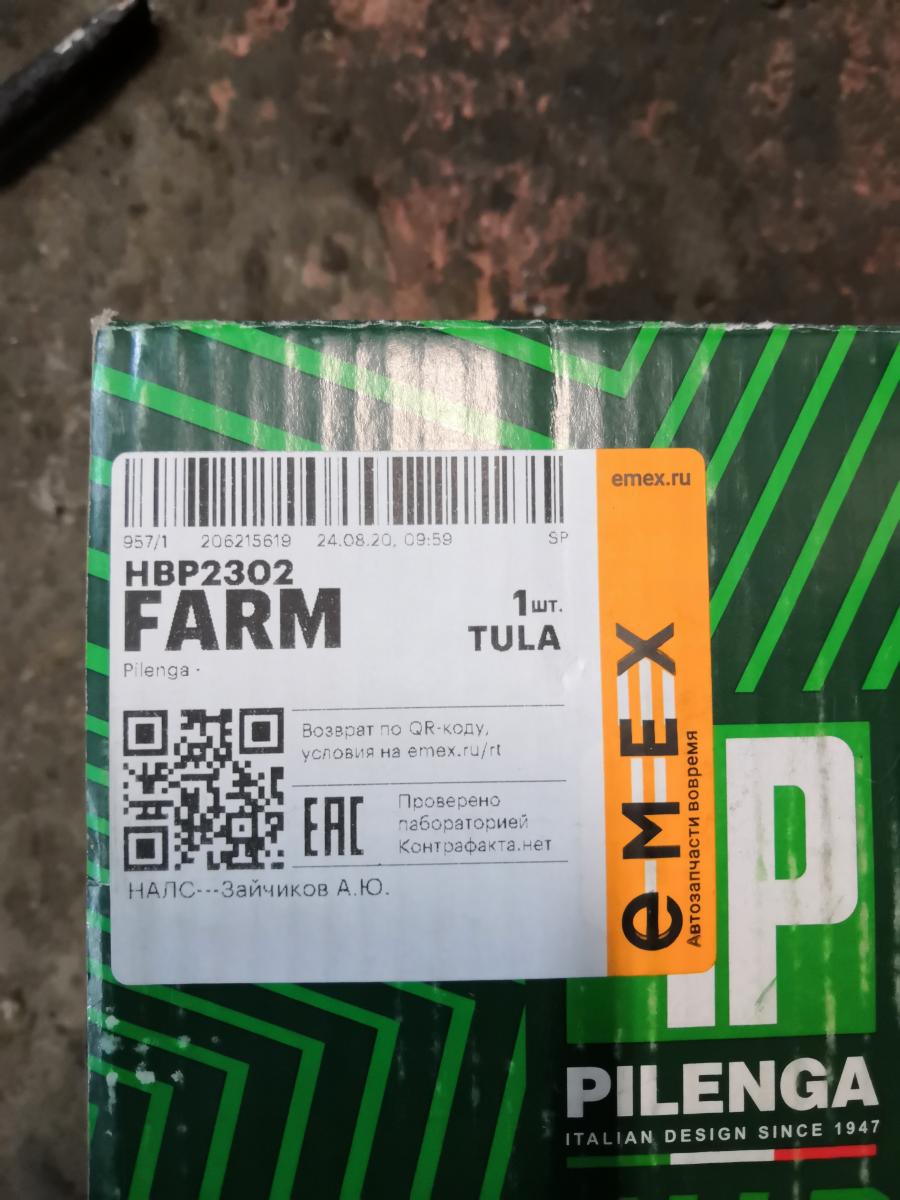 emex.ru
957/1 206215619 24.08.20, 09:59 SP
HBP2302
FARM
1шт.
TULA
Pilenga -
Возврат по QR-коду,
условия на emex.ru/rt
EAC
Проверено
лабораторией
Контрафакта.нет
НАЛС---Зайчиков А.Ю.
e-MEX
Автозапчасти вовремя
P
PILENGA
ITALIAN DESIGN SINCE 1947